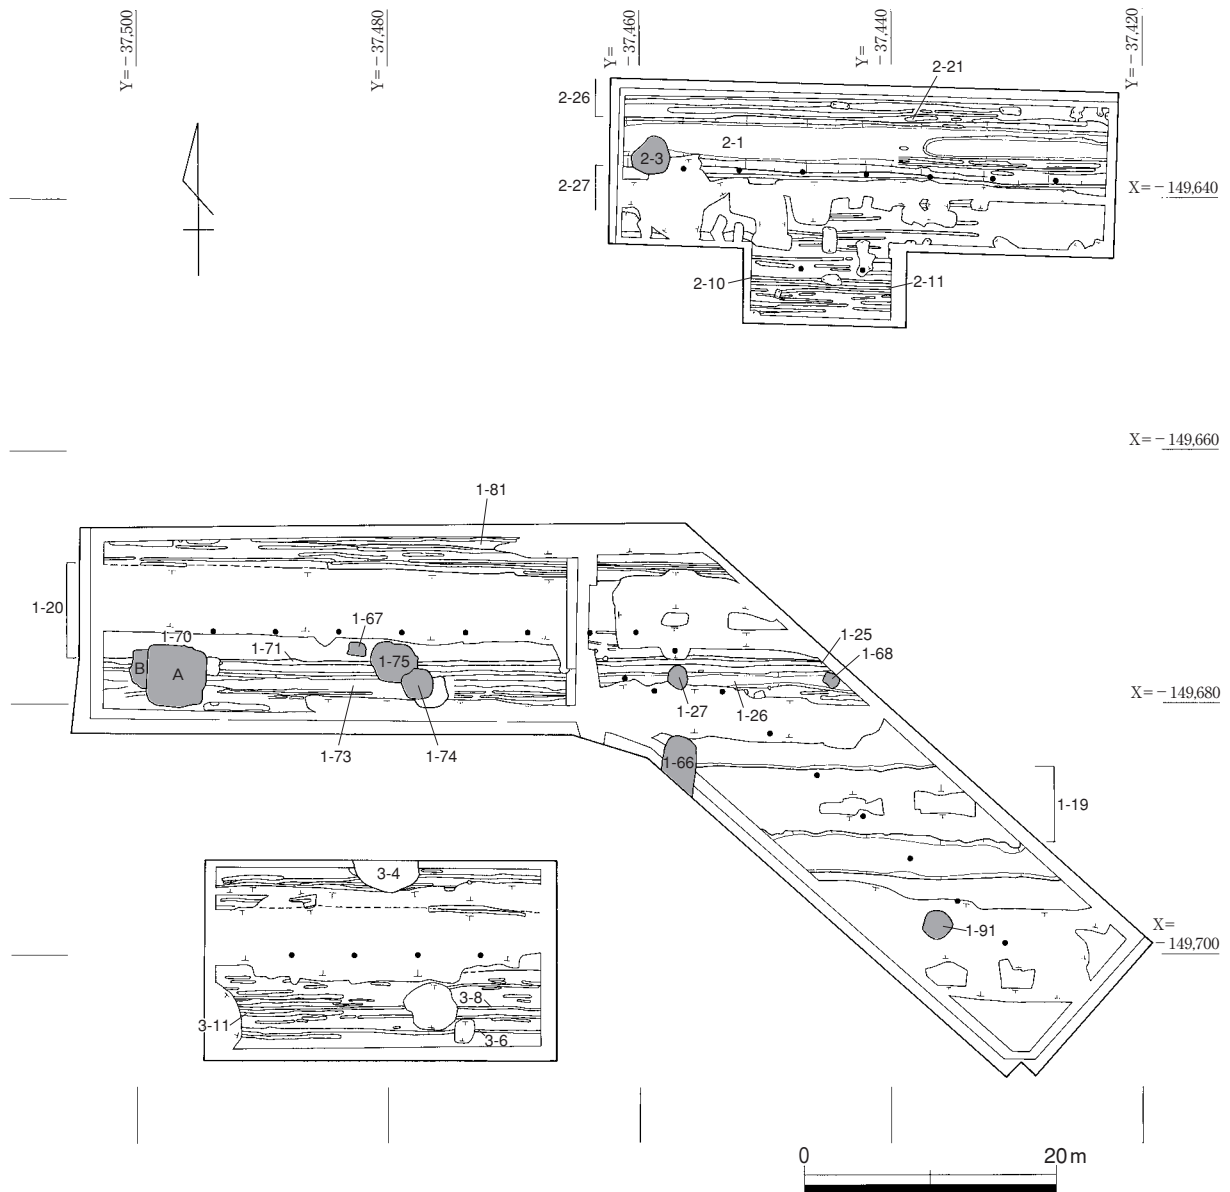 Y=－37,500
Y=－37,480
Y=
－37,460
Y=
－37,440
Y=－37,420
2-21
2-26
2-1
2-3
2-27
X=－149,640
2-10
2-11
X=－149,660
1-81
1-20
1-67
1-70
1-71
1-75
B
A
1-25
1-68
X=－149,680
1-27
1-26
1-73
1-74
1-66
1-19
3-4
1-91
X=
－149,700
3-8
3-11
3-6
0
20m